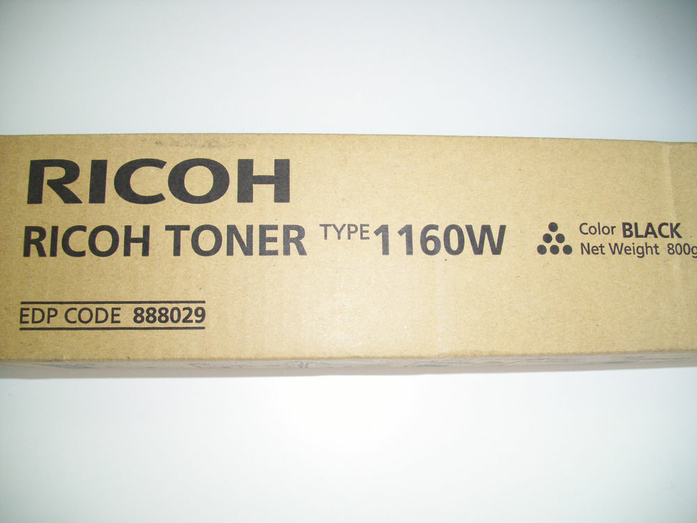 RICOH
RICOH TONER TYPE 1160W
Color BLACK
Net Weight 800g
EDP CODE 888029